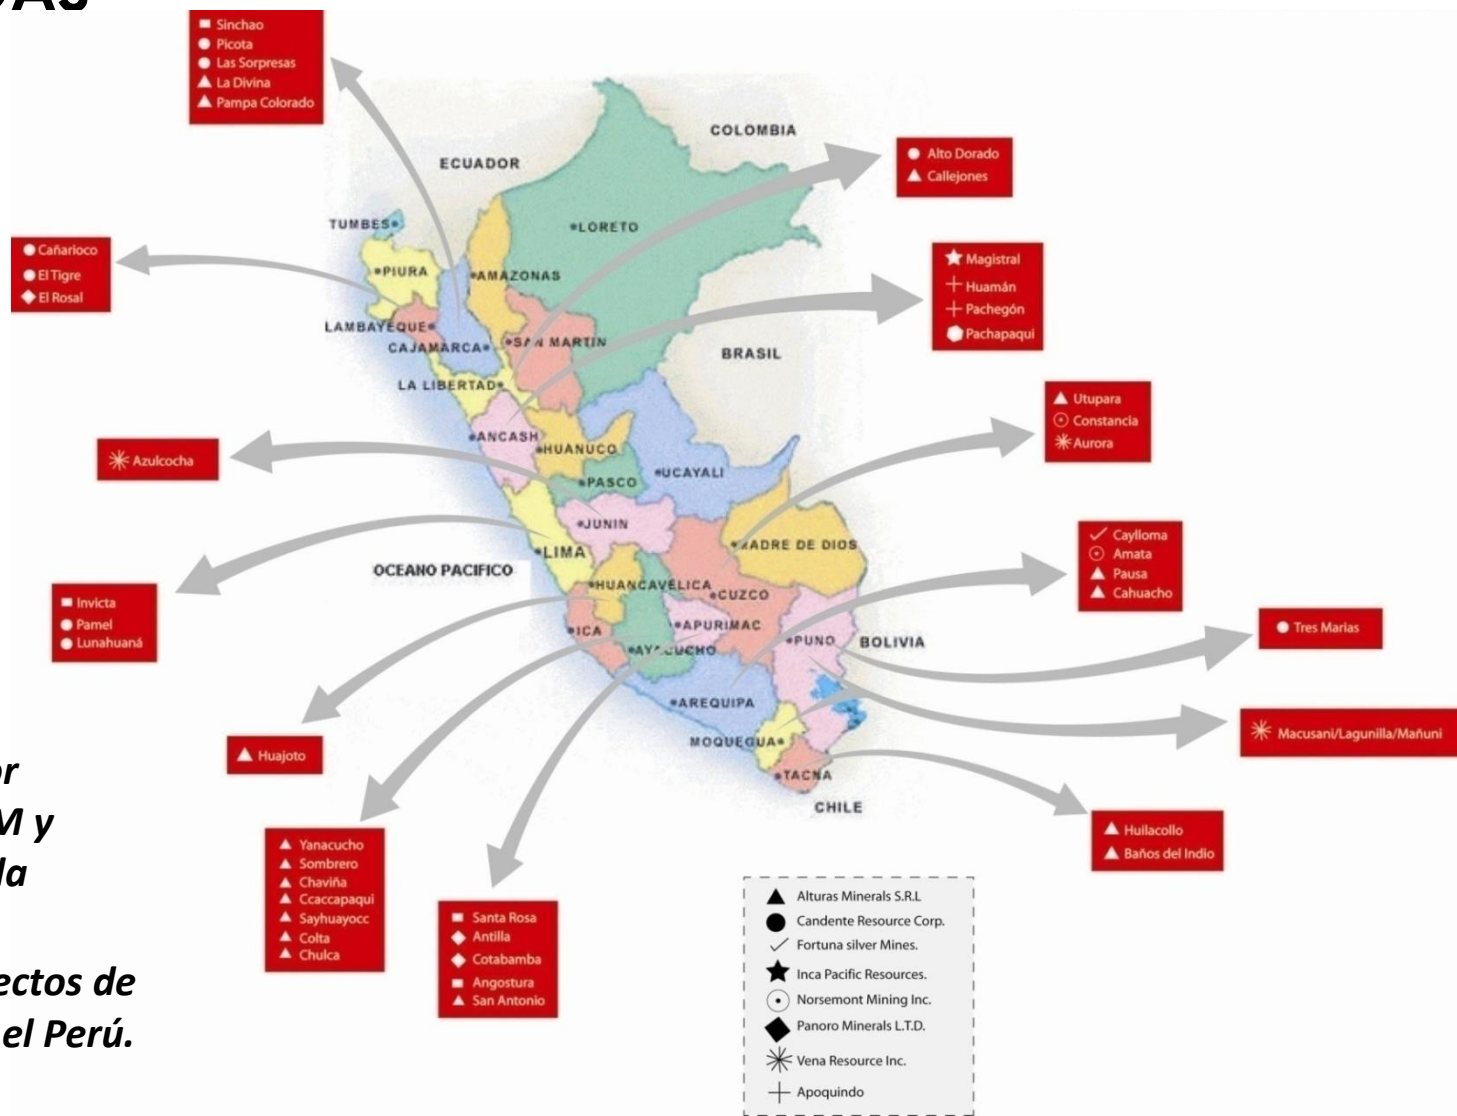 Sinchao
Picota
Las Sorpresas
La Divina
Pampa Colorado
COLOMBIA
ECUADOR
Alto Dorado
Callejones
TUMBES
LORETO
Cañarioco
El Tigre
El Rosal
PIURA
AMAZONAS
Magistral
Huamán
Pachegón
Pachapaqui
LAMBAYEQUE
CAJAMARCA
SAN MARTIN
BRASIL
LA LIBERTAD
Utupara
Constancia
Aurora
ANCASH
HUANUCO
Azulcocha
PASCO
UCAYALI
JUNIN
LIMA
MADRE DE DIOS
OCEANO PACIFICO
Caylloma
Amata
Pausa
Cahuacho
HUANCAVELICA
CUZCO
Invicta
Pamel
Lunahuaná
ICA
APURIMAC
AYACUCHO
PUNO
BOLIVIA
Tres Marias
AREQUIPA
MOQUEGUA
Macusani/Lagunilla/Mañuni
Huajoto
TACNA
CHILE
M y
Huilacollo
Baños del Indio
Yanacucho
Sombrero
Chaviña
Ccaccapaqui
Sayhuayocc
Colta
Chulca
Santa Rosa
Antilla
Cotabamba
Angostura
San Antonio
ectos de
el Perú.
Alturas Minerals S.R.L
Candente Resource Corp.
Fortuna silver Mines.
Inca Pacific Resources.
Norsemont Mining Inc.
Panoro Minerals L.T.D.
Vena Resource Inc.
Apoquindo